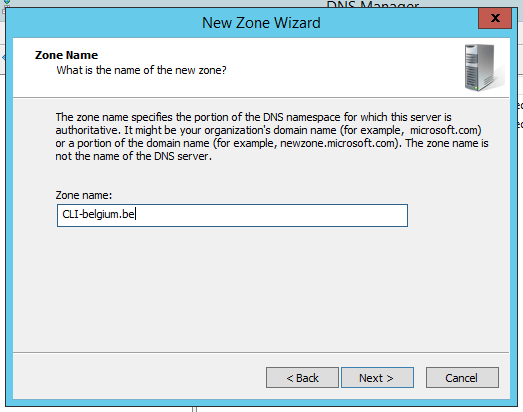 DNS Manager
New Zone Wizard
x
Zone Name
What is the name of the new zone?
The zone name specifies the portion of the DNS namespace for which this server is
authoritative. It might be your organization's domain name (for example, microsoft.com)
or a portion of the domain name (for example, newzone.microsoft.com). The zone name is
not the name of the DNS server.
Zone name:
CLI-belgium.be
< Back
Next >
Cancel